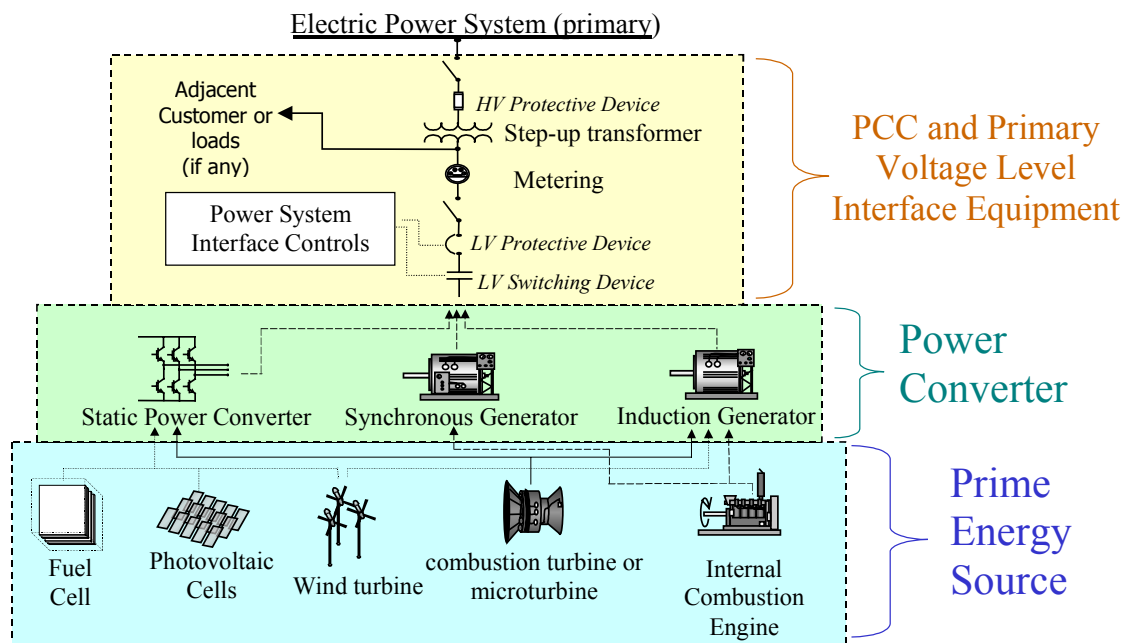 Electric Power System (primary)
Adjacent
Customer or
loads
(if any)
HV Protective Device
Step-up transformer
Metering
Power System
Interface Controls
LV Protective Device
LV Switching Device
PCC and Primary
Voltage Level
Interface Equipment
Static Power Converter
Synchronous Generator
Induction Generator
Power
Converter
Fuel
Cell
Photovoltaic
Cells
Wind turbine
combustion turbine or
microturbine
Internal
Combustion
Engine
Prime
Energy
Source